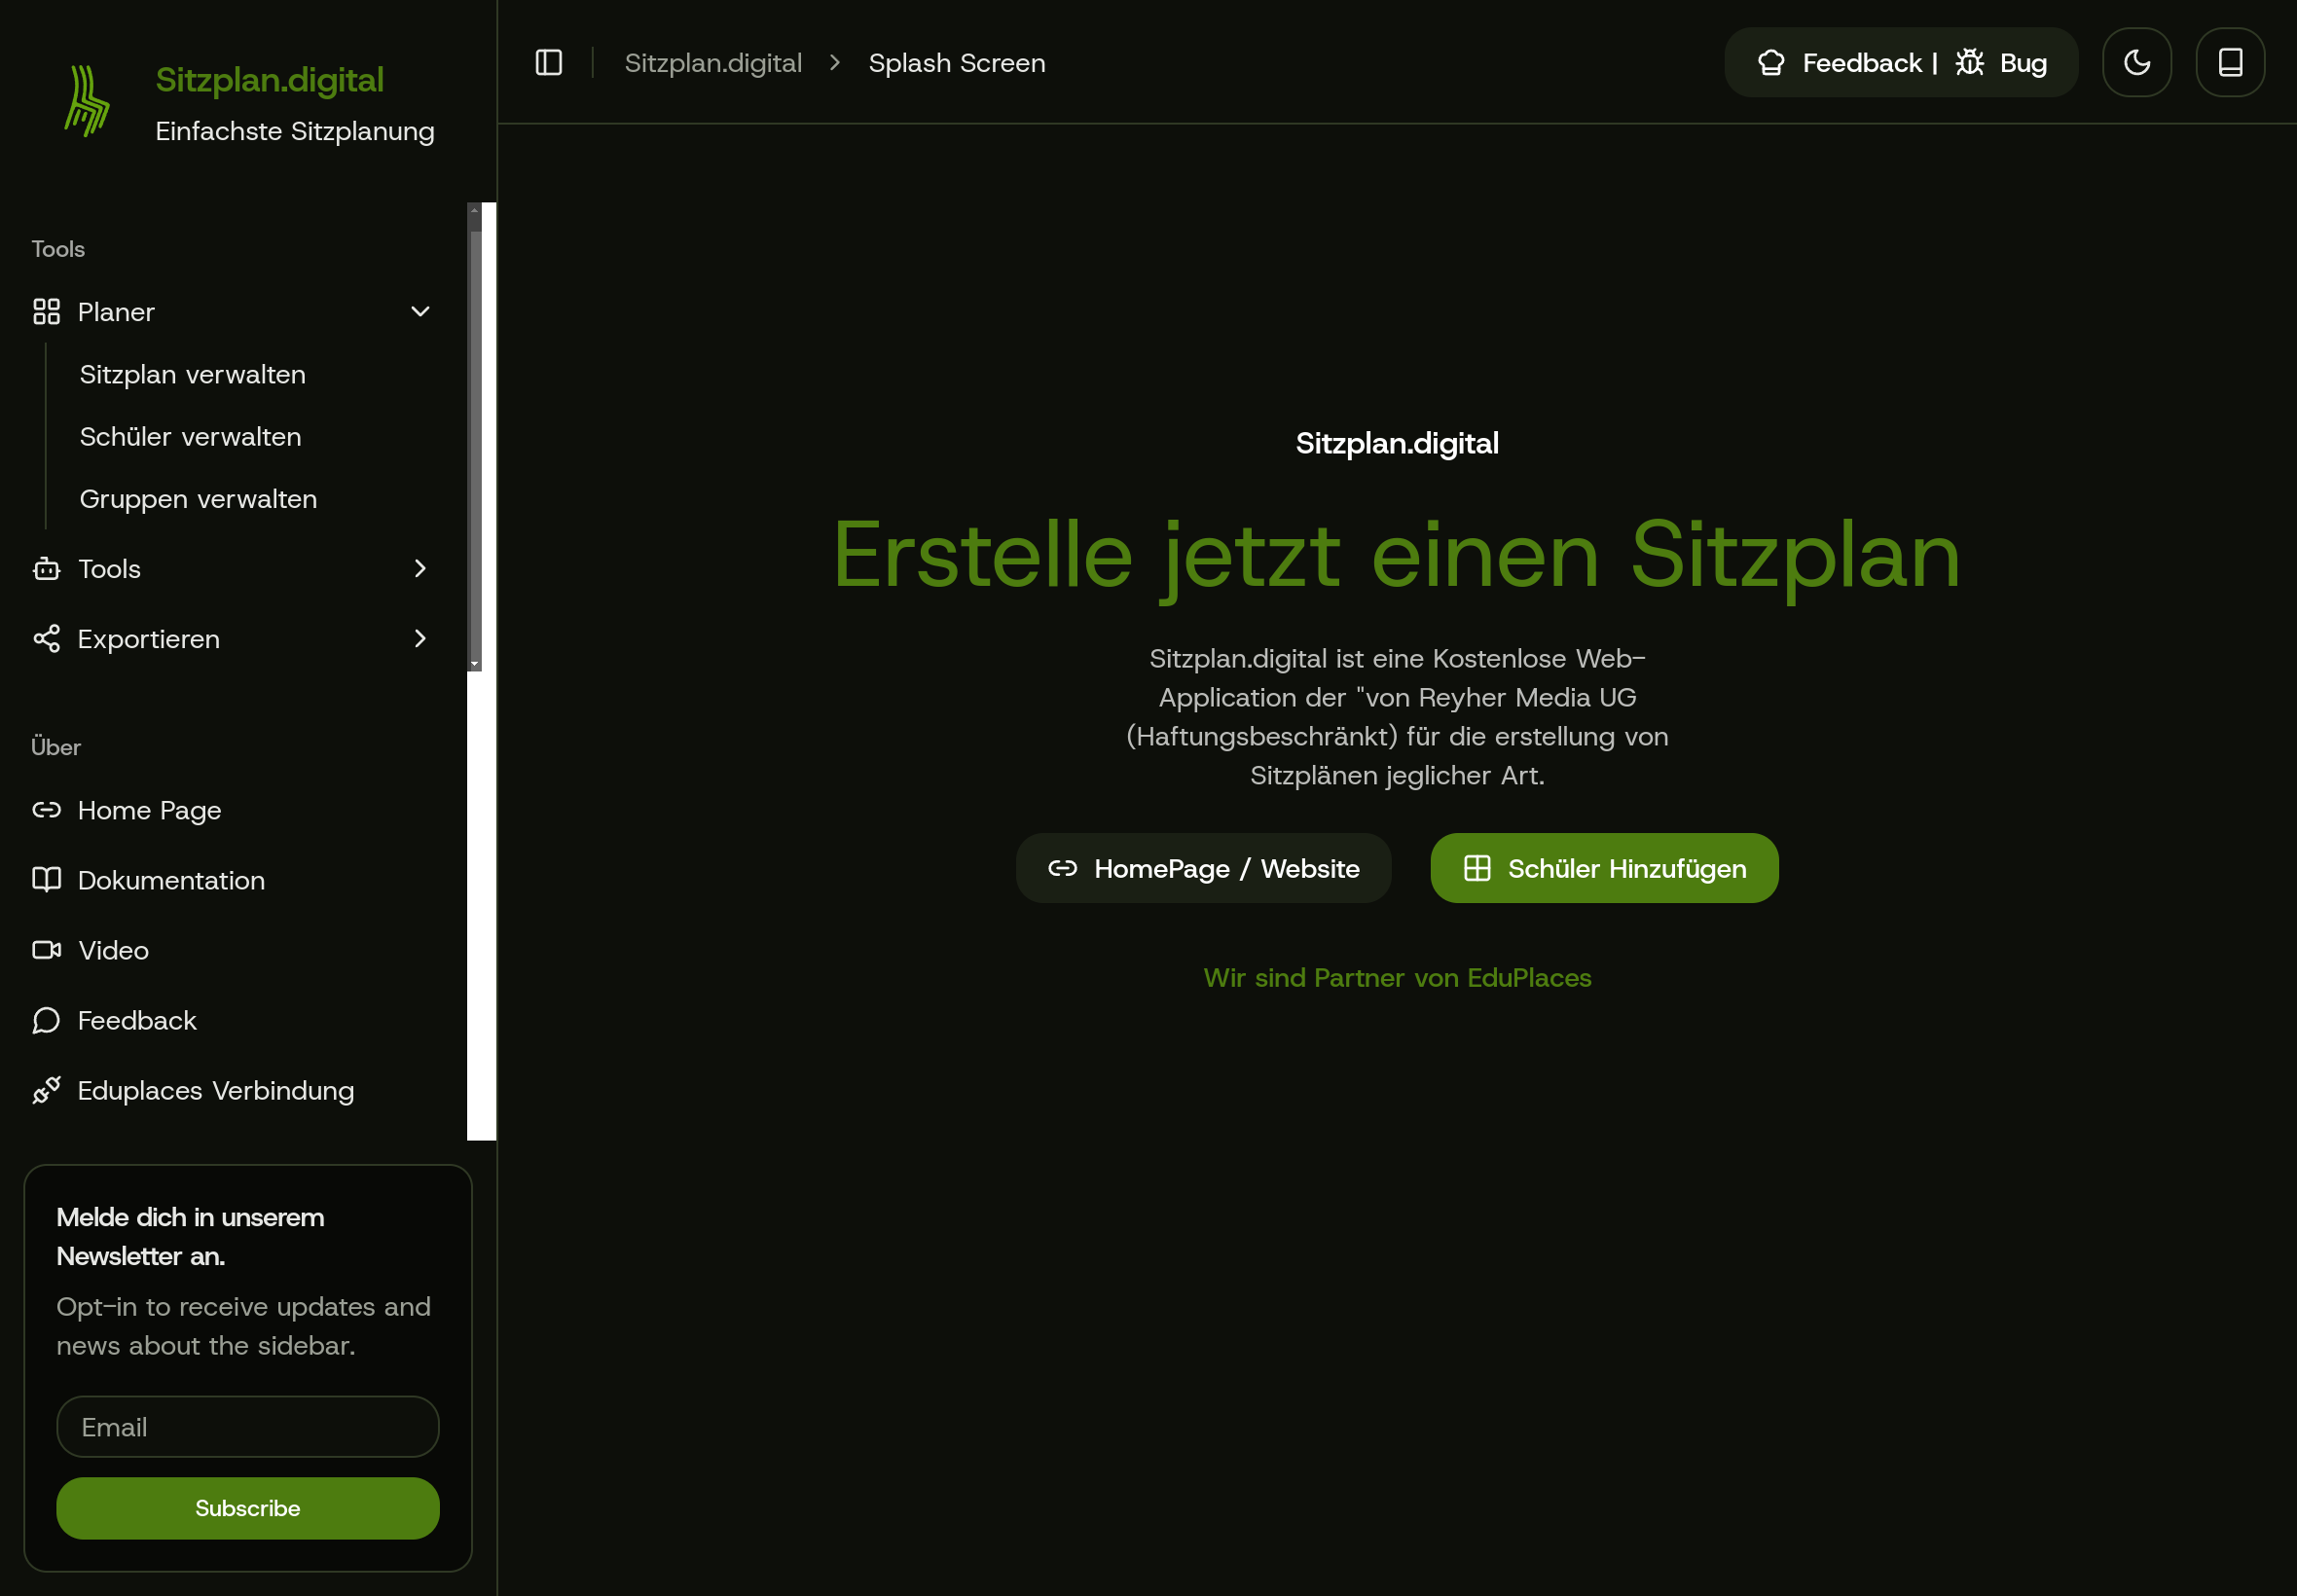 Sitzplan.digital
Einfachste Sitzplanung
Tools
Planer
Sitzplan verwalten
Schüler verwalten
Gruppen verwalten
Tools
Exportieren
Über
Home Page
Dokumentation
Video
Feedback
Eduplaces Verbindung
Melde dich in unserem
Newsletter an.
Opt-in to receive updates and
news about the sidebar.
Email
Subscribe
Sitzplan.digital > Splash Screen
Feedback | Bug
Sitzplan.digital
Erstelle jetzt einen Sitzplan
Sitzplan.digital ist eine Kostenlose Web-
Application der "von Reyher Media UG
(Haftungsbeschränkt) für die erstellung von
Sitzplänen jeglicher Art.
HomePage / Website
Schüler Hinzufügen
Wir sind Partner von EduPlaces